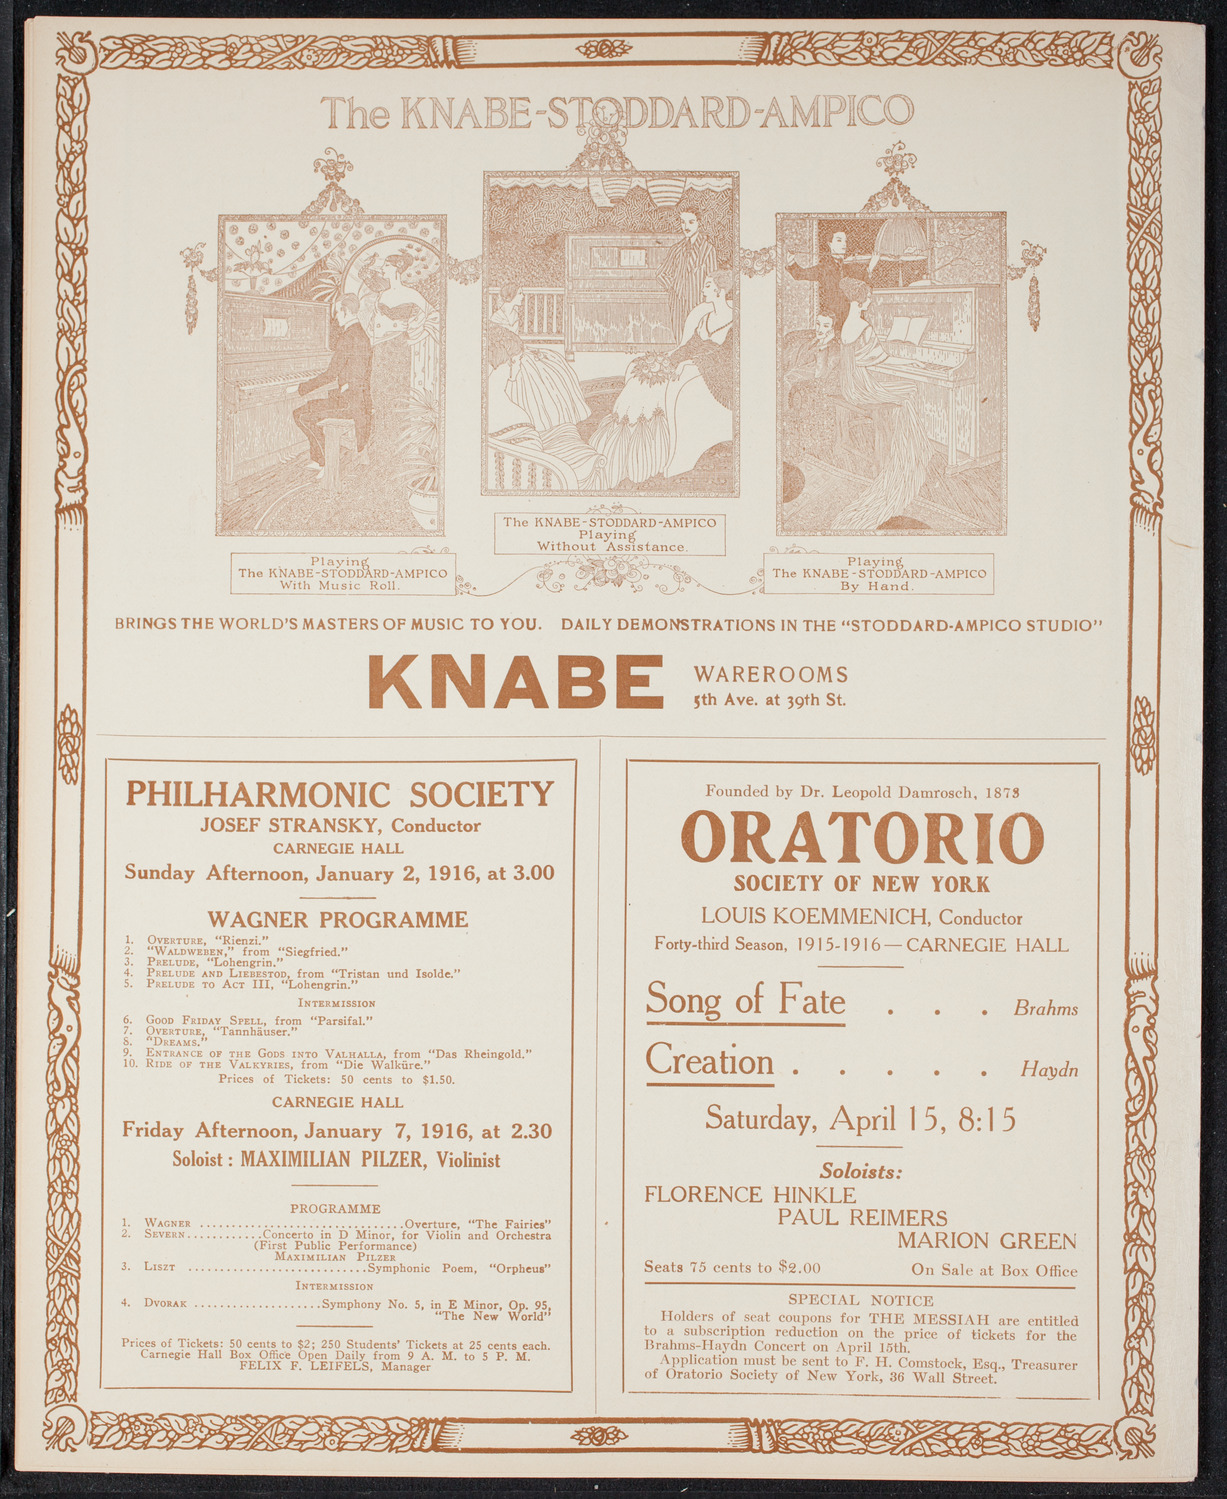 The KNABE-STODDARD-AMPICO
The KNABE-STODDARD-AMPICO
Playing
Without Assistance.
Playing
The KNABE-STODDARD-AMPICO
With Music Roll.
Playing
The KNABE-STODDARD-AMPICO
By Hand.
BRINGS THE WORLD'S MASTERS OF MUSIC TO YOU. DAILY DEMONSTRATIONS IN THE "STODDARD-AMPICO STUDIO"
KNABE
WAREROOMS
5th Ave. at 39th St.
PHILHARMONIC SOCIETY
JOSEF STRANSKY, Conductor
CARNEGIE HALL
Sunday Afternoon, January 2, 1916, at 3.00
WAGNER PROGRAMME
1. OVERTURE, "Rienzi."
2. "WALDWEBEN," from "Siegfried."
3. PRELUDE, "Lohengrin."
4. PRELUDE AND LIEBESTOD, from "Tristan und Isolde."
5. PRELUDE TO ACT III, "Lohengrin."
INTERMISSION
6. GOOD FRIDAY SPELL, from "Parsifal."
7. OVERTURE, "Tannhäuser."
8. "DREAMS."
9. ENTRANCE OF THE GODS INTO VALHALLA, from "Das Rheingold."
10. RIDE OF THE VALKYRIES, from "Die Walküre."
Prices of Tickets: 50 cents to $1.50.
CARNEGIE HALL
Friday Afternoon, January 7, 1916, at 2.30
Soloist : MAXIMILIAN PILZER, Violinist
PROGRAMME
1. WAGNER ................................Overture, "The Fairies"
2. SEVERN............Concerto in D Minor, for Violin and Orchestra
(First Public Performance)
MAXIMILIAN PILZER
3. LISZT ............................Symphonic Poem, "Orpheus"
INTERMISSION
4. DVORAK ....................Symphony No. 5, in E Minor, Op. 95,
"The New World"
Prices of Tickets: 50 cents to $2; 250 Students' Tickets at 25 cents each.
Carnegie Hall Box Office Open Daily from 9 A. M. to 5 P. M.
FELIX F. LEIFELS, Manager
Founded by Dr. Leopold Damrosch, 1873
ORATORIO
SOCIETY OF NEW YORK
LOUIS KOEMMENICH, Conductor
Forty-third Season, 1915-1916—CARNEGIE HALL
Song of Fate . . . Brahms
Creation . . . . . Haydn
Saturday, April 15, 8:15
Soloists:
FLORENCE HINKLE
PAUL REIMERS
MARION GREEN
Seats 75 cents to $2.00 On Sale at Box Office
SPECIAL NOTICE
Holders of seat coupons for THE MESSIAH are entitled
to a subscription reduction on the price of tickets for the
Brahms-Haydn Concert on April 15th.
Application must be sent to F. H. Comstock, Esq., Treasurer
of Oratorio Society of New York, 36 Wall Street.